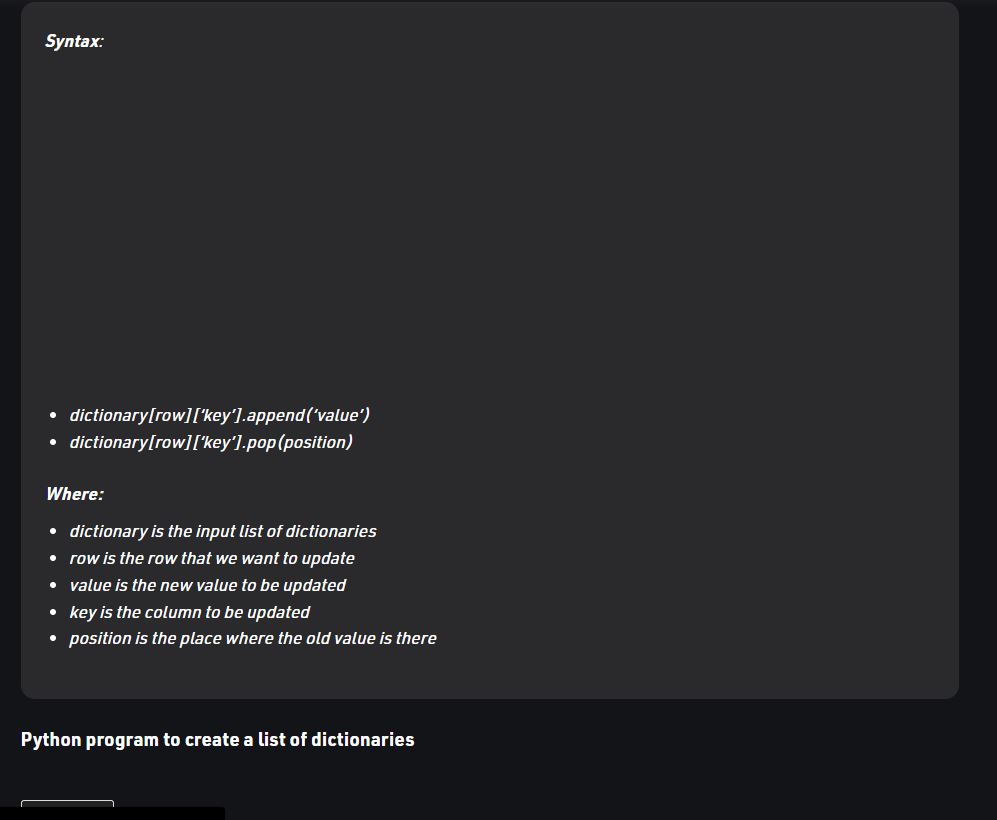 Syntax:
dictionary[row][‘key’].append(‘value’)
dictionary[row][‘key’].pop(position)
Where:
dictionary is the input list of dictionaries
row is the row that we want to update
value is the new value to be updated
key is the column to be updated
position is the place where the old value is there
Python program to create a list of dictionaries